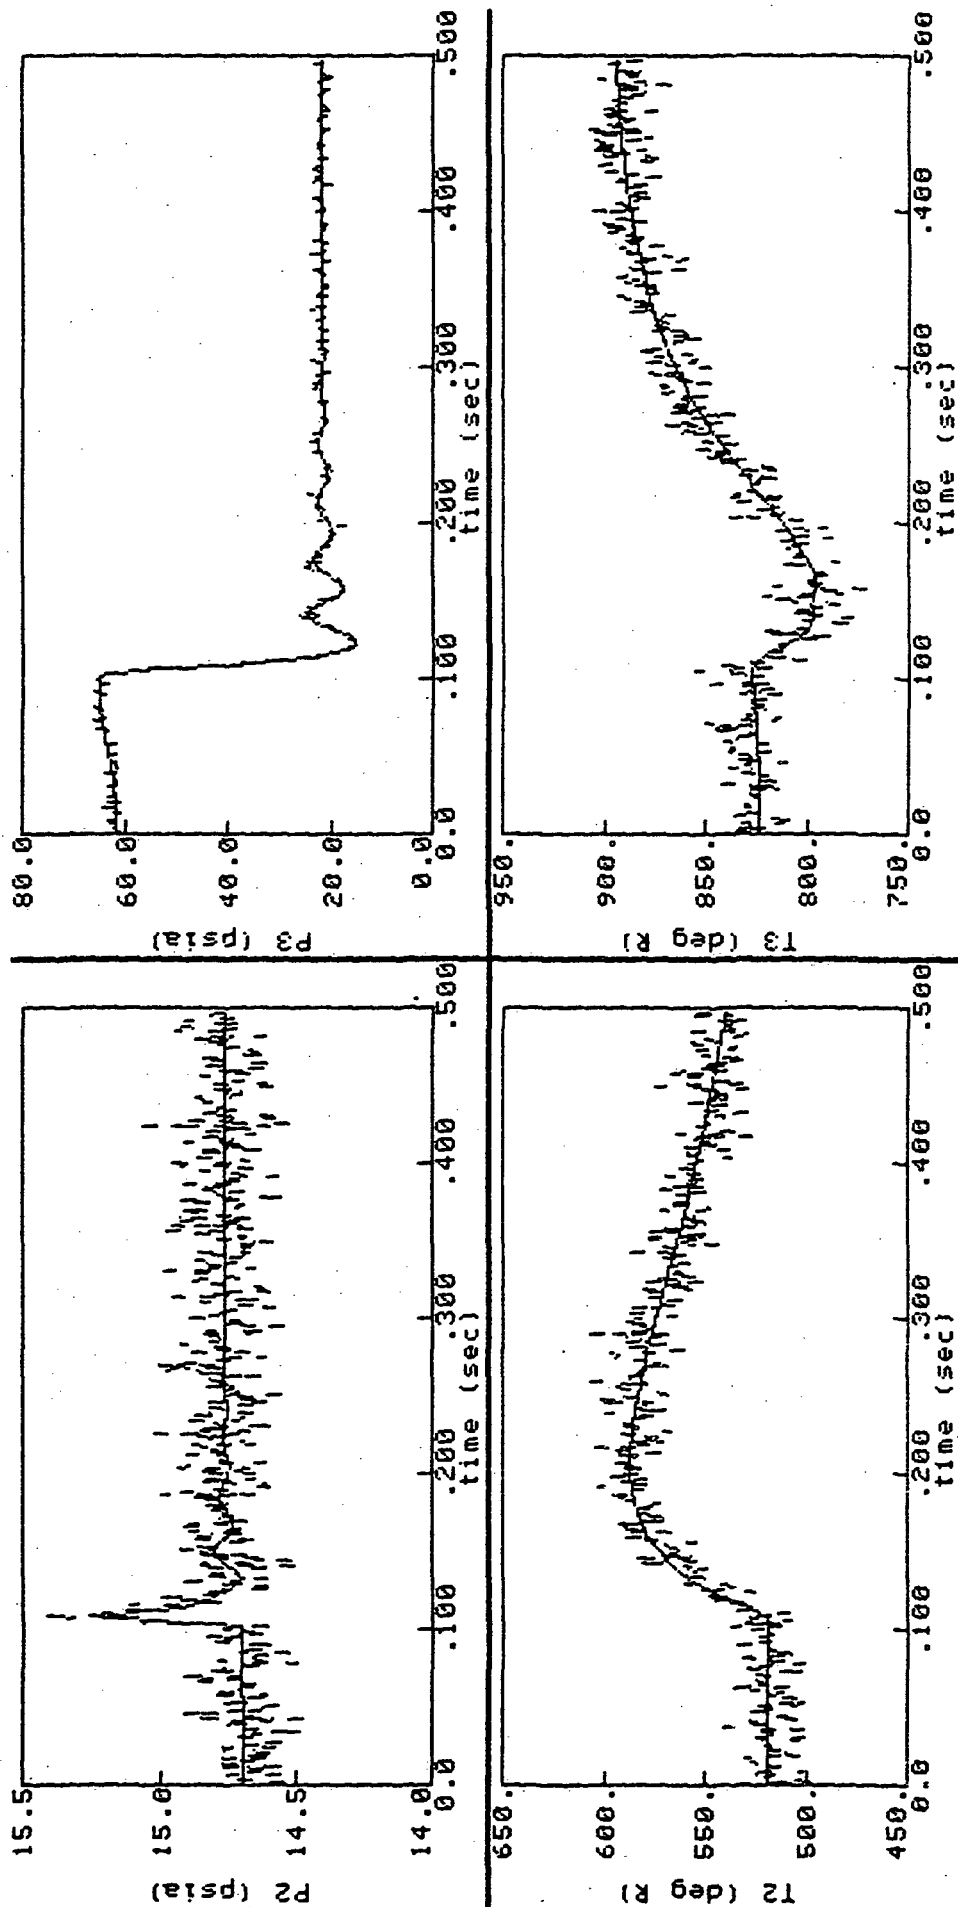 15.5
15.0
14.5
14.0
P2 (psia)
0.0 .100 .200 .300 .400 .500
time (sec)
80.0
60.0
40.0
20.0
0.0
P3 (psia)
0.0 .100 .200 .300 .400 .500
time (sec)
650.
600.
550.
500.
450.
T2 (deg R)
0.0 .100 .200 .300 .400 .500
time (sec)
950.
900.
850.
800.
750.
T3 (deg R)
0.0 .100 .200 .300 .400 .500
time (sec)